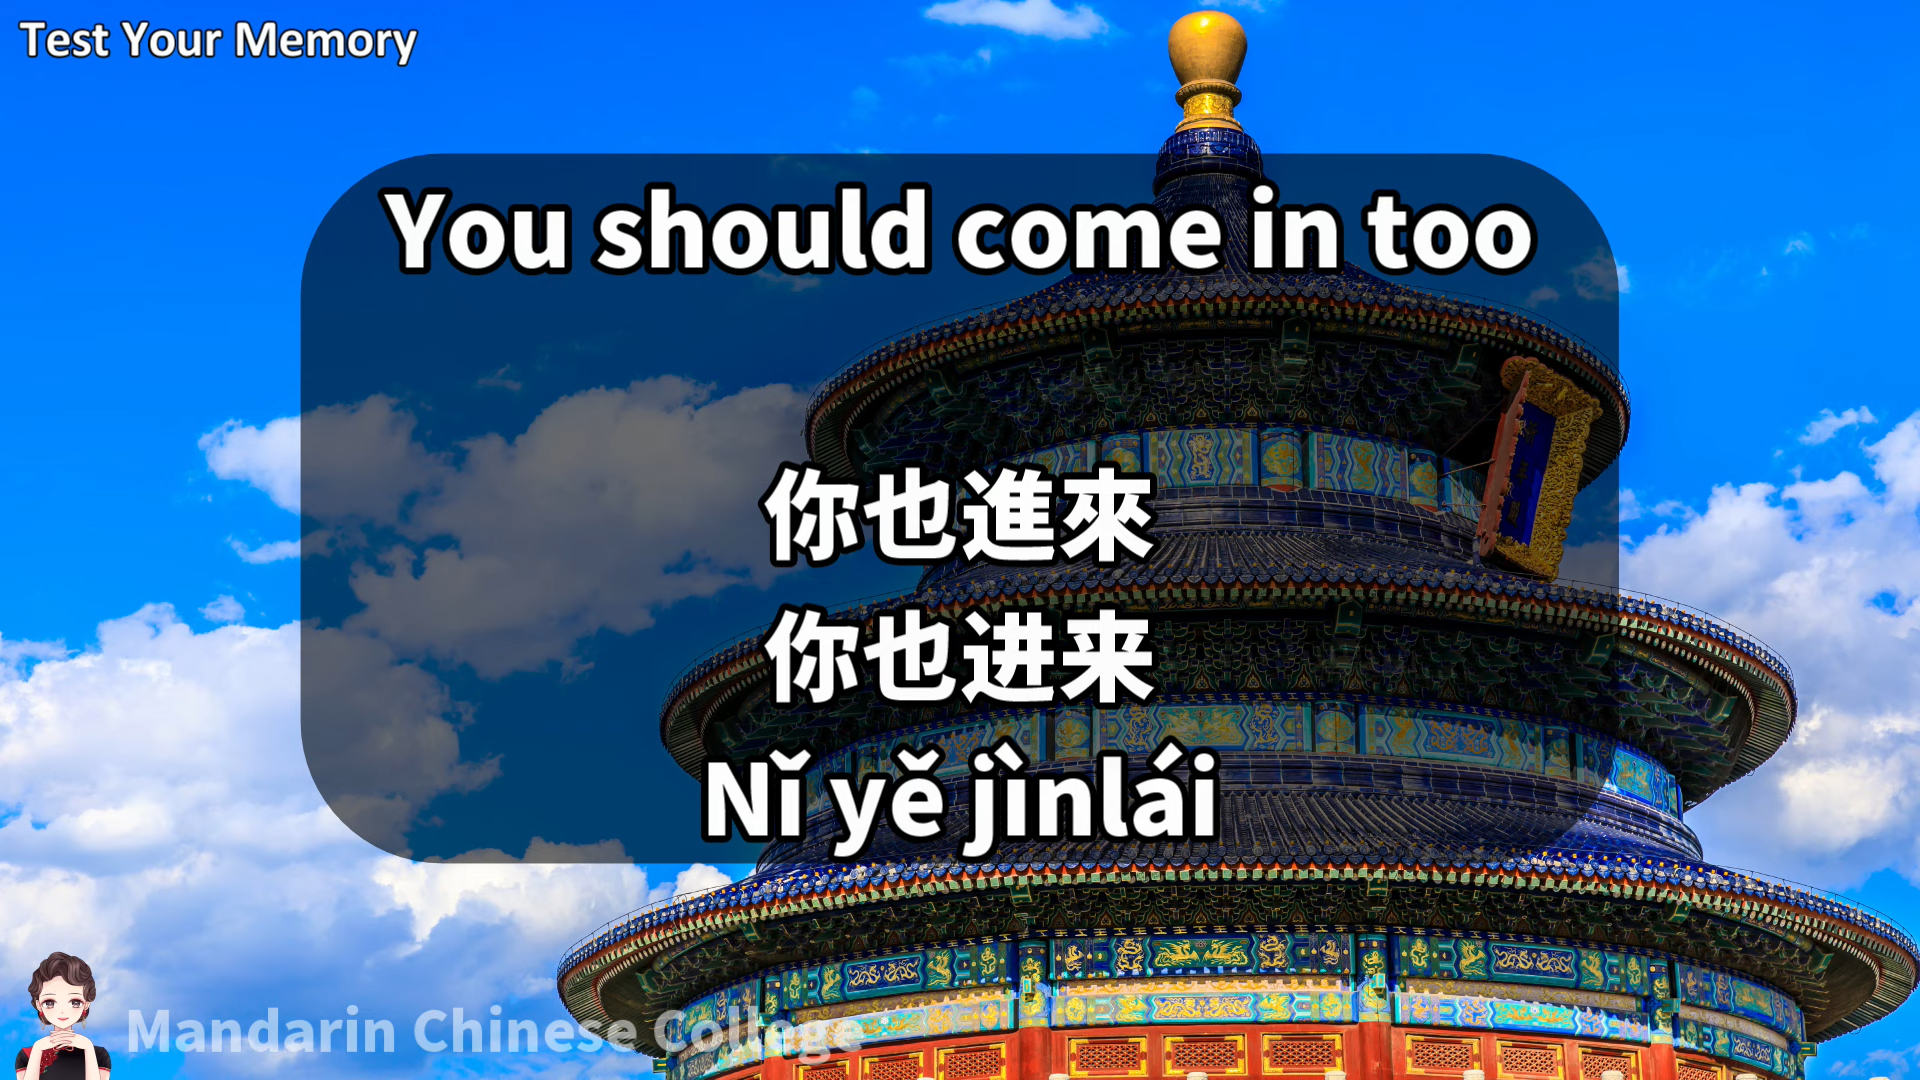 Test Your Memory
You should come in too
你也進來
你也进来
Nǐ yě jìnlái
Mandarin Chinese College